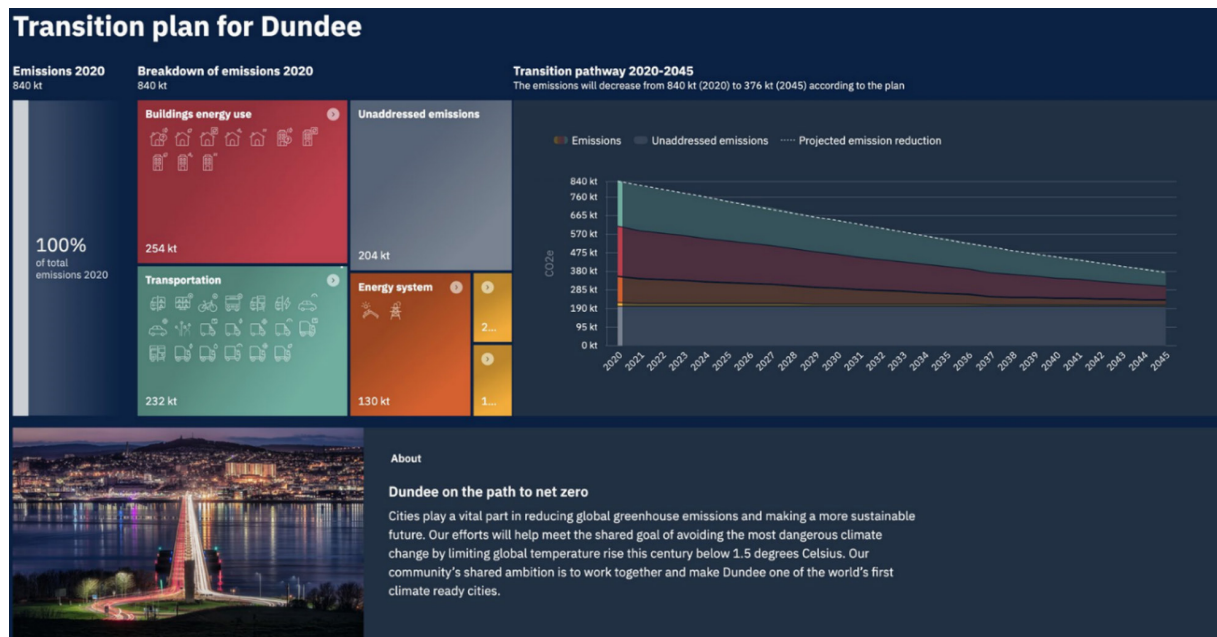 Transition plan for Dundee
Emissions 2020
840 kt
Breakdown of emissions 2020
840 kt
Transition pathway 2020-2045
The emissions will decrease from 840 kt (2020) to 376 kt (2045) according to the plan
100%
of total
emissions 2020
Buildings energy use
254 kt
Unaddressed emissions
204 kt
Transportation
232 kt
Energy system
130 kt
2...
1...
Emissions
Unaddressed emissions
Projected emission reduction
CO2e
840 kt
760 kt
665 kt
570 kt
475 kt
380 kt
285 kt
190 kt
95 kt
0 kt
2020 2021 2022 2023 2024 2025 2026 2027 2028 2029 2030 2031 2032 2033 2034 2035 2036 2037 2038 2039 2040 2041 2042 2043 2044 2045
About
Dundee on the path to net zero
Cities play a vital part in reducing global greenhouse emissions and making a more sustainable
future. Our efforts will help meet the shared goal of avoiding the most dangerous climate
change by limiting global temperature rise this century below 1.5 degrees Celsius. Our
community's shared ambition is to work together and make Dundee one of the world's first
climate ready cities.